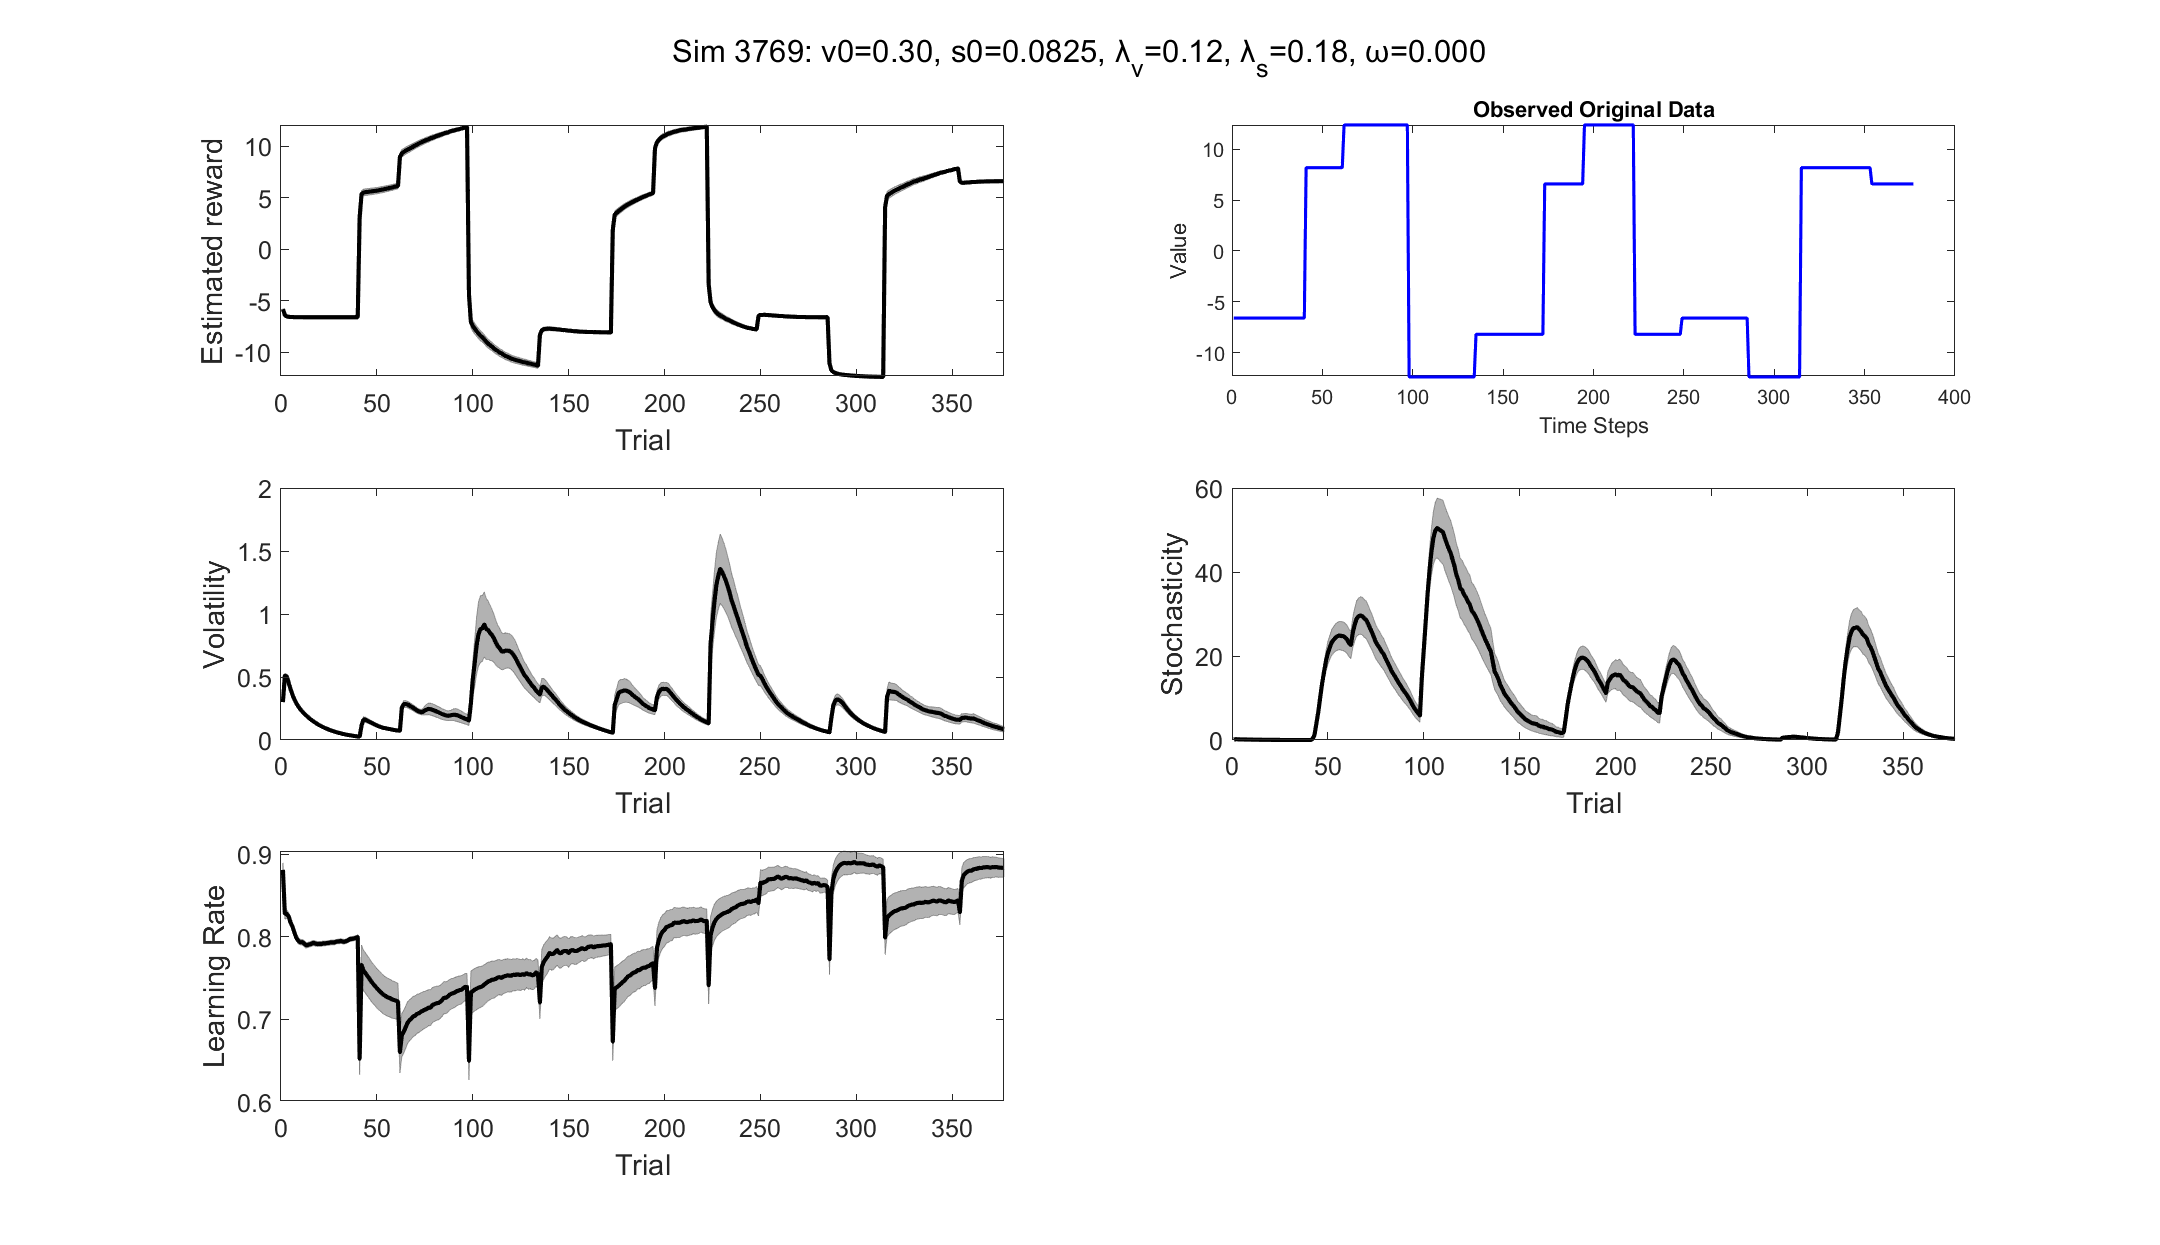 Sim 3769: v0=0.30, s0=0.0825, λv=0.12, λs=0.18, ω=0.000
Estimated reward
10
5
0
-5
-10
0 50 100 150 200 250 300 350
Trial
Observed Original Data
Value
10
5
0
-5
-10
0 50 100 150 200 250 300 350 400
Time Steps
Volatility
2
1.5
1
0.5
0
0 50 100 150 200 250 300 350
Trial
Stochasticity
60
40
20
0
0 50 100 150 200 250 300 350
Trial
Learning Rate
0.9
0.8
0.7
0.6
0 50 100 150 200 250 300 350
Trial